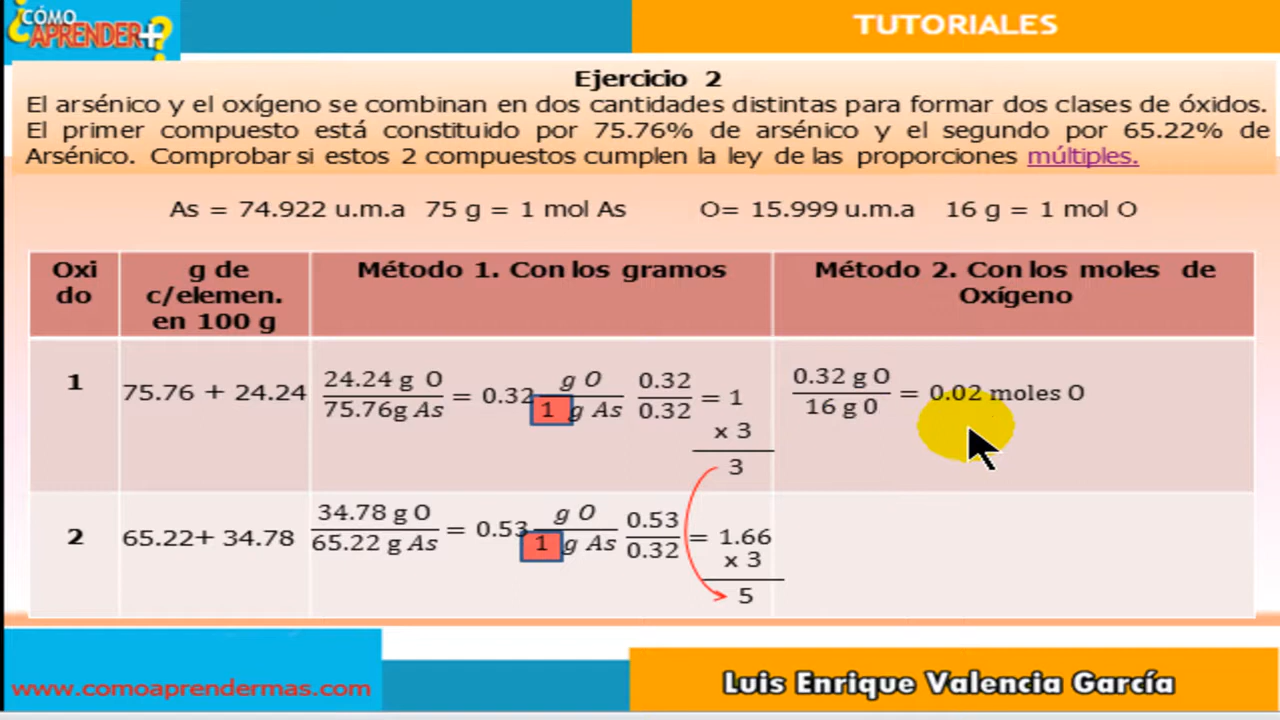 ¿CÓMO
APRENDER+?
TUTORIALES
Ejercicio 2
El arsénico y el oxígeno se combinan en dos cantidades distintas para formar dos clases de óxidos.
El primer compuesto está constituido por 75.76% de arsénico y el segundo por 65.22% de
Arsénico. Comprobar si estos 2 compuestos cumplen la ley de las proporciones múltiples.
As = 74.922 u.m.a 75 g = 1 mol As O= 15.999 u.m.a 16 g = 1 mol O
Oxi
do
g de
c/elemen.
en 100 g
Método 1. Con los gramos
Método 2. Con los moles de
Oxígeno
1
75.76 + 24.24
24.24 g O
75.76g As
= 0.32
g O
1 g As
0.32
0.32
= 1
x 3
3
0.32 g O
16 g 0
= 0.02 moles O
2
65.22+ 34.78
34.78 g O
65.22 g As
= 0.53
g O
1 g As
0.53
0.32
= 1.66
x 3
5
www.comoaprendermas.com
Luis Enrique Valencia García